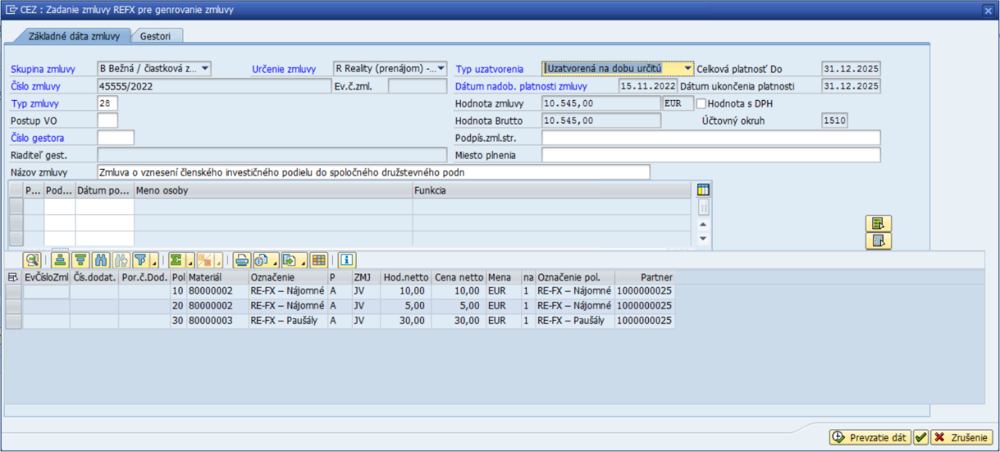 CEZ : Zadanie zmluvy REFX pre genrovanie zmluvy
Základné dáta zmluvy Gestori
Skupina zmluvy B Bežná / čiastková z... Určenie zmluvy R Reality (prenájom) -... Typ uzatvorenia Uzatvorená na dobu určitú Celková platnosť Do 31.12.2025
Číslo zmluvy 45555/2022 Ev.č.zml. Dátum nadob. platnosti zmluvy 15.11.2022 Dátum ukončenia platnosti 31.12.2025
Typ zmluvy 28 Hodnota zmluvy 10.545,00 EUR Hodnota s DPH
Postup VO Hodnota Brutto 10.545,00 Účtovný okruh 1510
Číslo gestora Podpís.zml.str.
Riaditeľ gest. Miesto plnenia
Názov zmluvy Zmluva o vznesení členského investičného podielu do spoločného družstevného podn
P... Pod... Dátum po... Meno osoby Funkcia
EvČísloZml Čís.dodat. Por.č.Dod. Pol Materiál Označenie P ZMJ Hod.netto Cena netto Mena na Označenie pol. Partner
10 80000002 RE-FX – Nájomné A JV 10,00 10,00 EUR 1 RE-FX – Nájomné 1000000025
20 80000002 RE-FX – Nájomné A JV 5,00 5,00 EUR 1 RE-FX – Nájomné 1000000025
30 80000003 RE-FX – Paušály A JV 30,00 30,00 EUR 1 RE-FX – Paušály 1000000025
Prevzatie dát Zrušenie